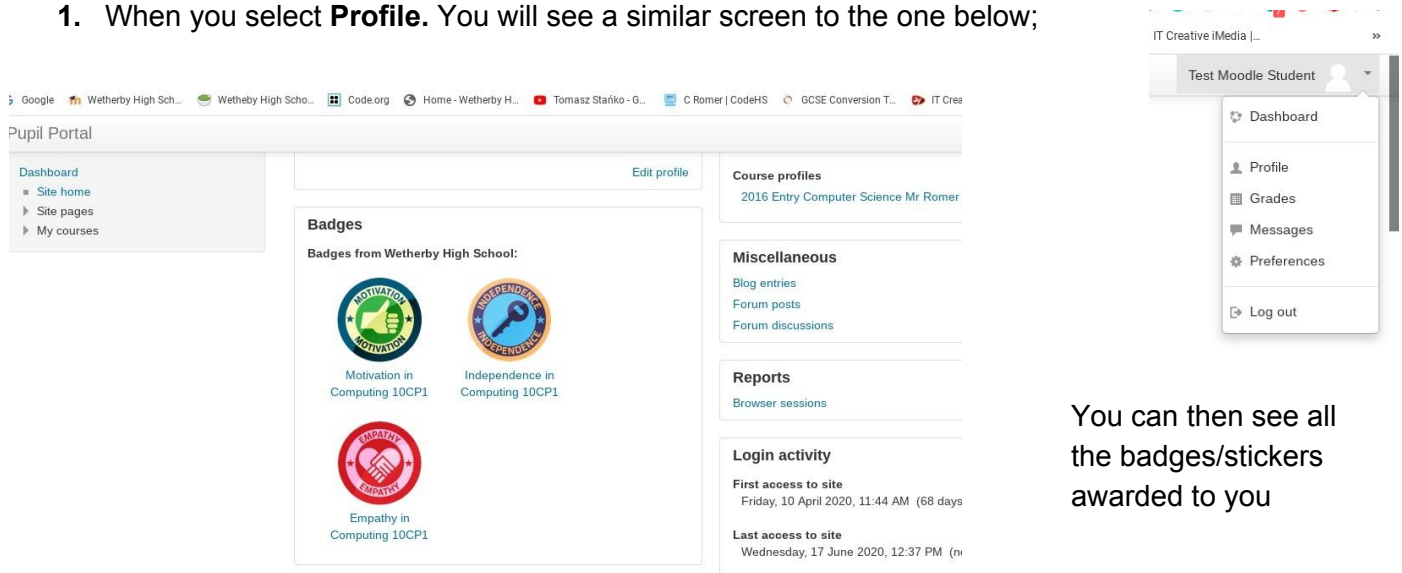 1. When you select Profile. You will see a similar screen to the one below;
IT Creative iMedia |...
»
Test Moodle Student
Dashboard
Profile
Grades
Messages
Preferences
Log out
Google Wetherby High Sch... Wetheby High Scho... Code.org Home - Wetherby H... Tomasz Stańko - G... C Romer | CodeHS GCSE Conversion T... IT Crea
Pupil Portal
Dashboard
Site home
Site pages
My courses
Edit profile
Badges
Badges from Wetherby High School:
MOTIVATION
MOTIVATION
Motivation in
Computing 10CP1
INDEPENDENCE
INDEPENDENCE
Independence in
Computing 10CP1
EMPATHY
EMPATHY
Empathy in
Computing 10CP1
Course profiles
2016 Entry Computer Science Mr Romer
Miscellaneous
Blog entries
Forum posts
Forum discussions
Reports
Browser sessions
Login activity
First access to site
Friday, 10 April 2020, 11:44 AM (68 days
Last access to site
Wednesday, 17 June 2020, 12:37 PM
You can then see all
the badges/stickers
awarded to you